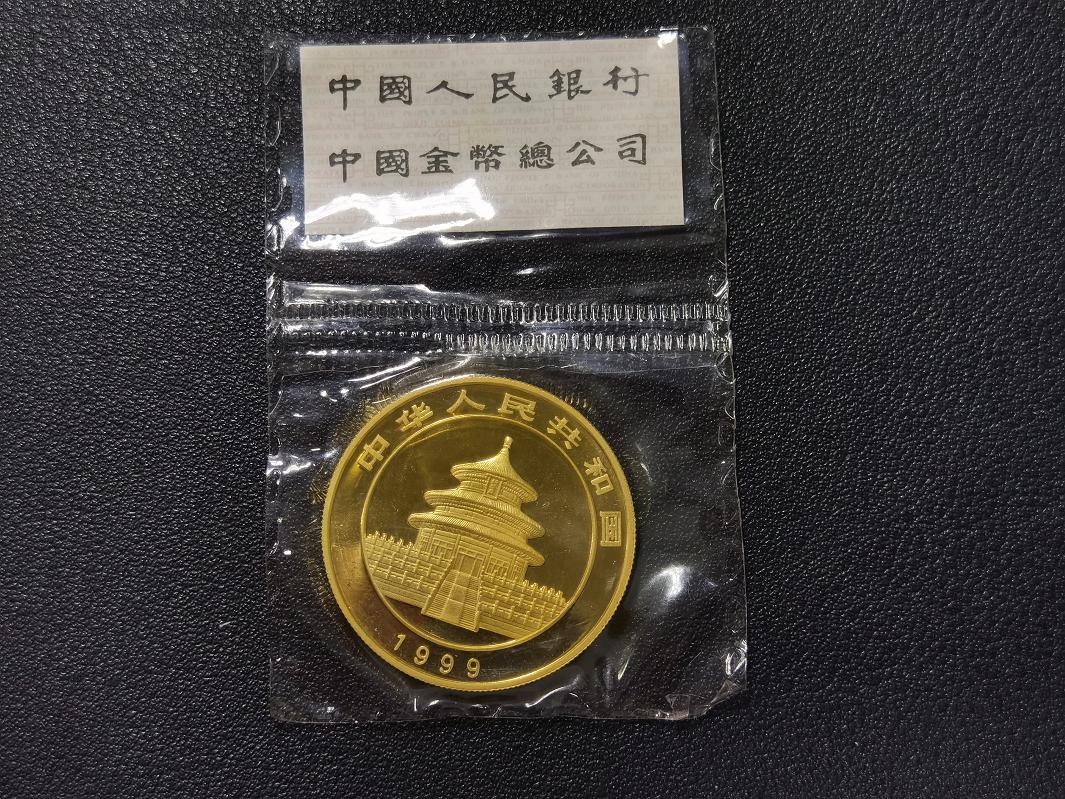 中國人民銀行
中國金幣總公司
中华人民共和国
1999